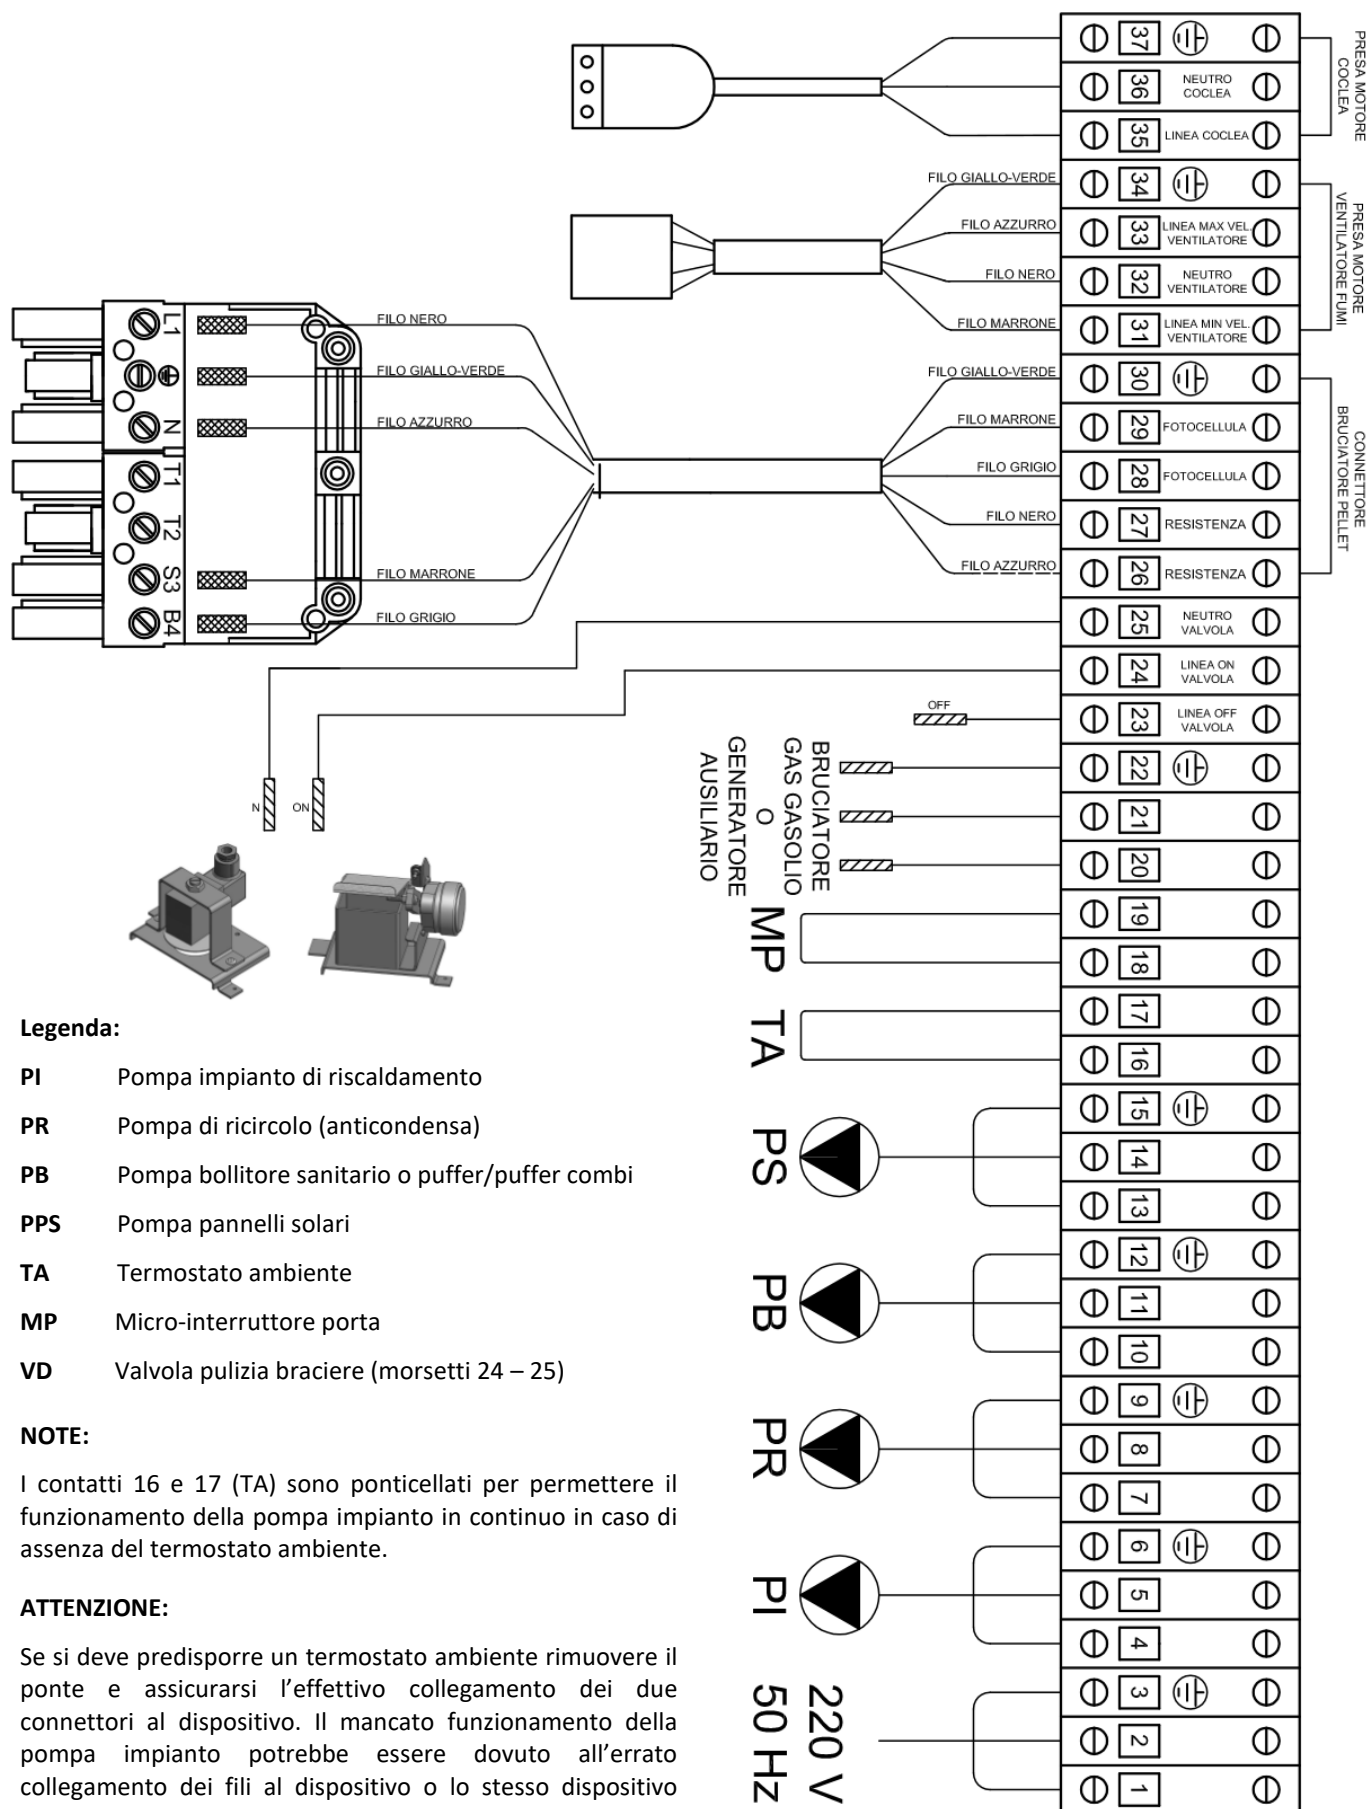 PRESA MOTORE
COCLEA
37
36 NEUTRO
COCLEA
35 LINEA COCLEA
PRESA MOTORE
VENTILATORE FUMI
FILO GIALLO-VERDE 34
FILO AZZURRO 33 LINEA MAX VEL.
VENTILATORE
FILO NERO 32 NEUTRO
VENTILATORE
FILO MARRONE 31 LINEA MIN VEL.
VENTILATORE
CONNETTORE
BRUCIATORE PELLET
FILO GIALLO-VERDE 30
FILO MARRONE 29 FOTOCELLULA
FILO GRIGIO 28 FOTOCELLULA
FILO NERO 27 RESISTENZA
FILO AZZURRO 26 RESISTENZA
L1 FILO NERO
FILO GIALLO-VERDE
N FILO AZZURRO
T1
T2
S3 FILO MARRONE
B4 FILO GRIGIO
25 NEUTRO
VALVOLA
24 LINEA ON
VALVOLA
OFF 23 LINEA OFF
VALVOLA
N
ON
BRUCIATORE
GAS GASOLIO
O
GENERATORE
AUSILIARIO
22
21
20
MP
19
18
TA
17
16
PS
15
14
13
PB
12
11
10
PR
9
8
7
PI
6
5
4
220 V
50 Hz
3
2
1
Legenda:
PI Pompa impianto di riscaldamento
PR Pompa di ricircolo (anticondensa)
PB Pompa bollitore sanitario o puffer/puffer combi
PPS Pompa pannelli solari
TA Termostato ambiente
MP Micro-interruttore porta
VD Valvola pulizia braciere (morsetti 24 – 25)
NOTE:
I contatti 16 e 17 (TA) sono ponticellati per permettere il
funzionamento della pompa impianto in continuo in caso di
assenza del termostato ambiente.
ATTENZIONE:
Se si deve predisporre un termostato ambiente rimuovere il
ponte e assicurarsi l’effettivo collegamento dei due
connettori al dispositivo. Il mancato funzionamento della
pompa impianto potrebbe essere dovuto all’errato
collegamento dei fili al dispositivo o lo stesso dispositivo